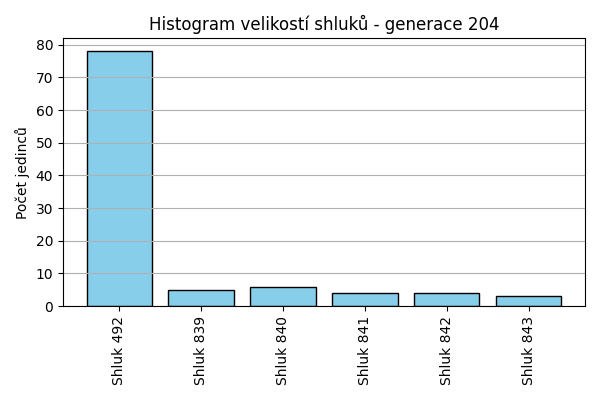 Histogram velikostí shluků - generace 204
Počet jedinců
80
70
60
50
40
30
20
10
0
Shluk 492
Shluk 839
Shluk 840
Shluk 841
Shluk 842
Shluk 843